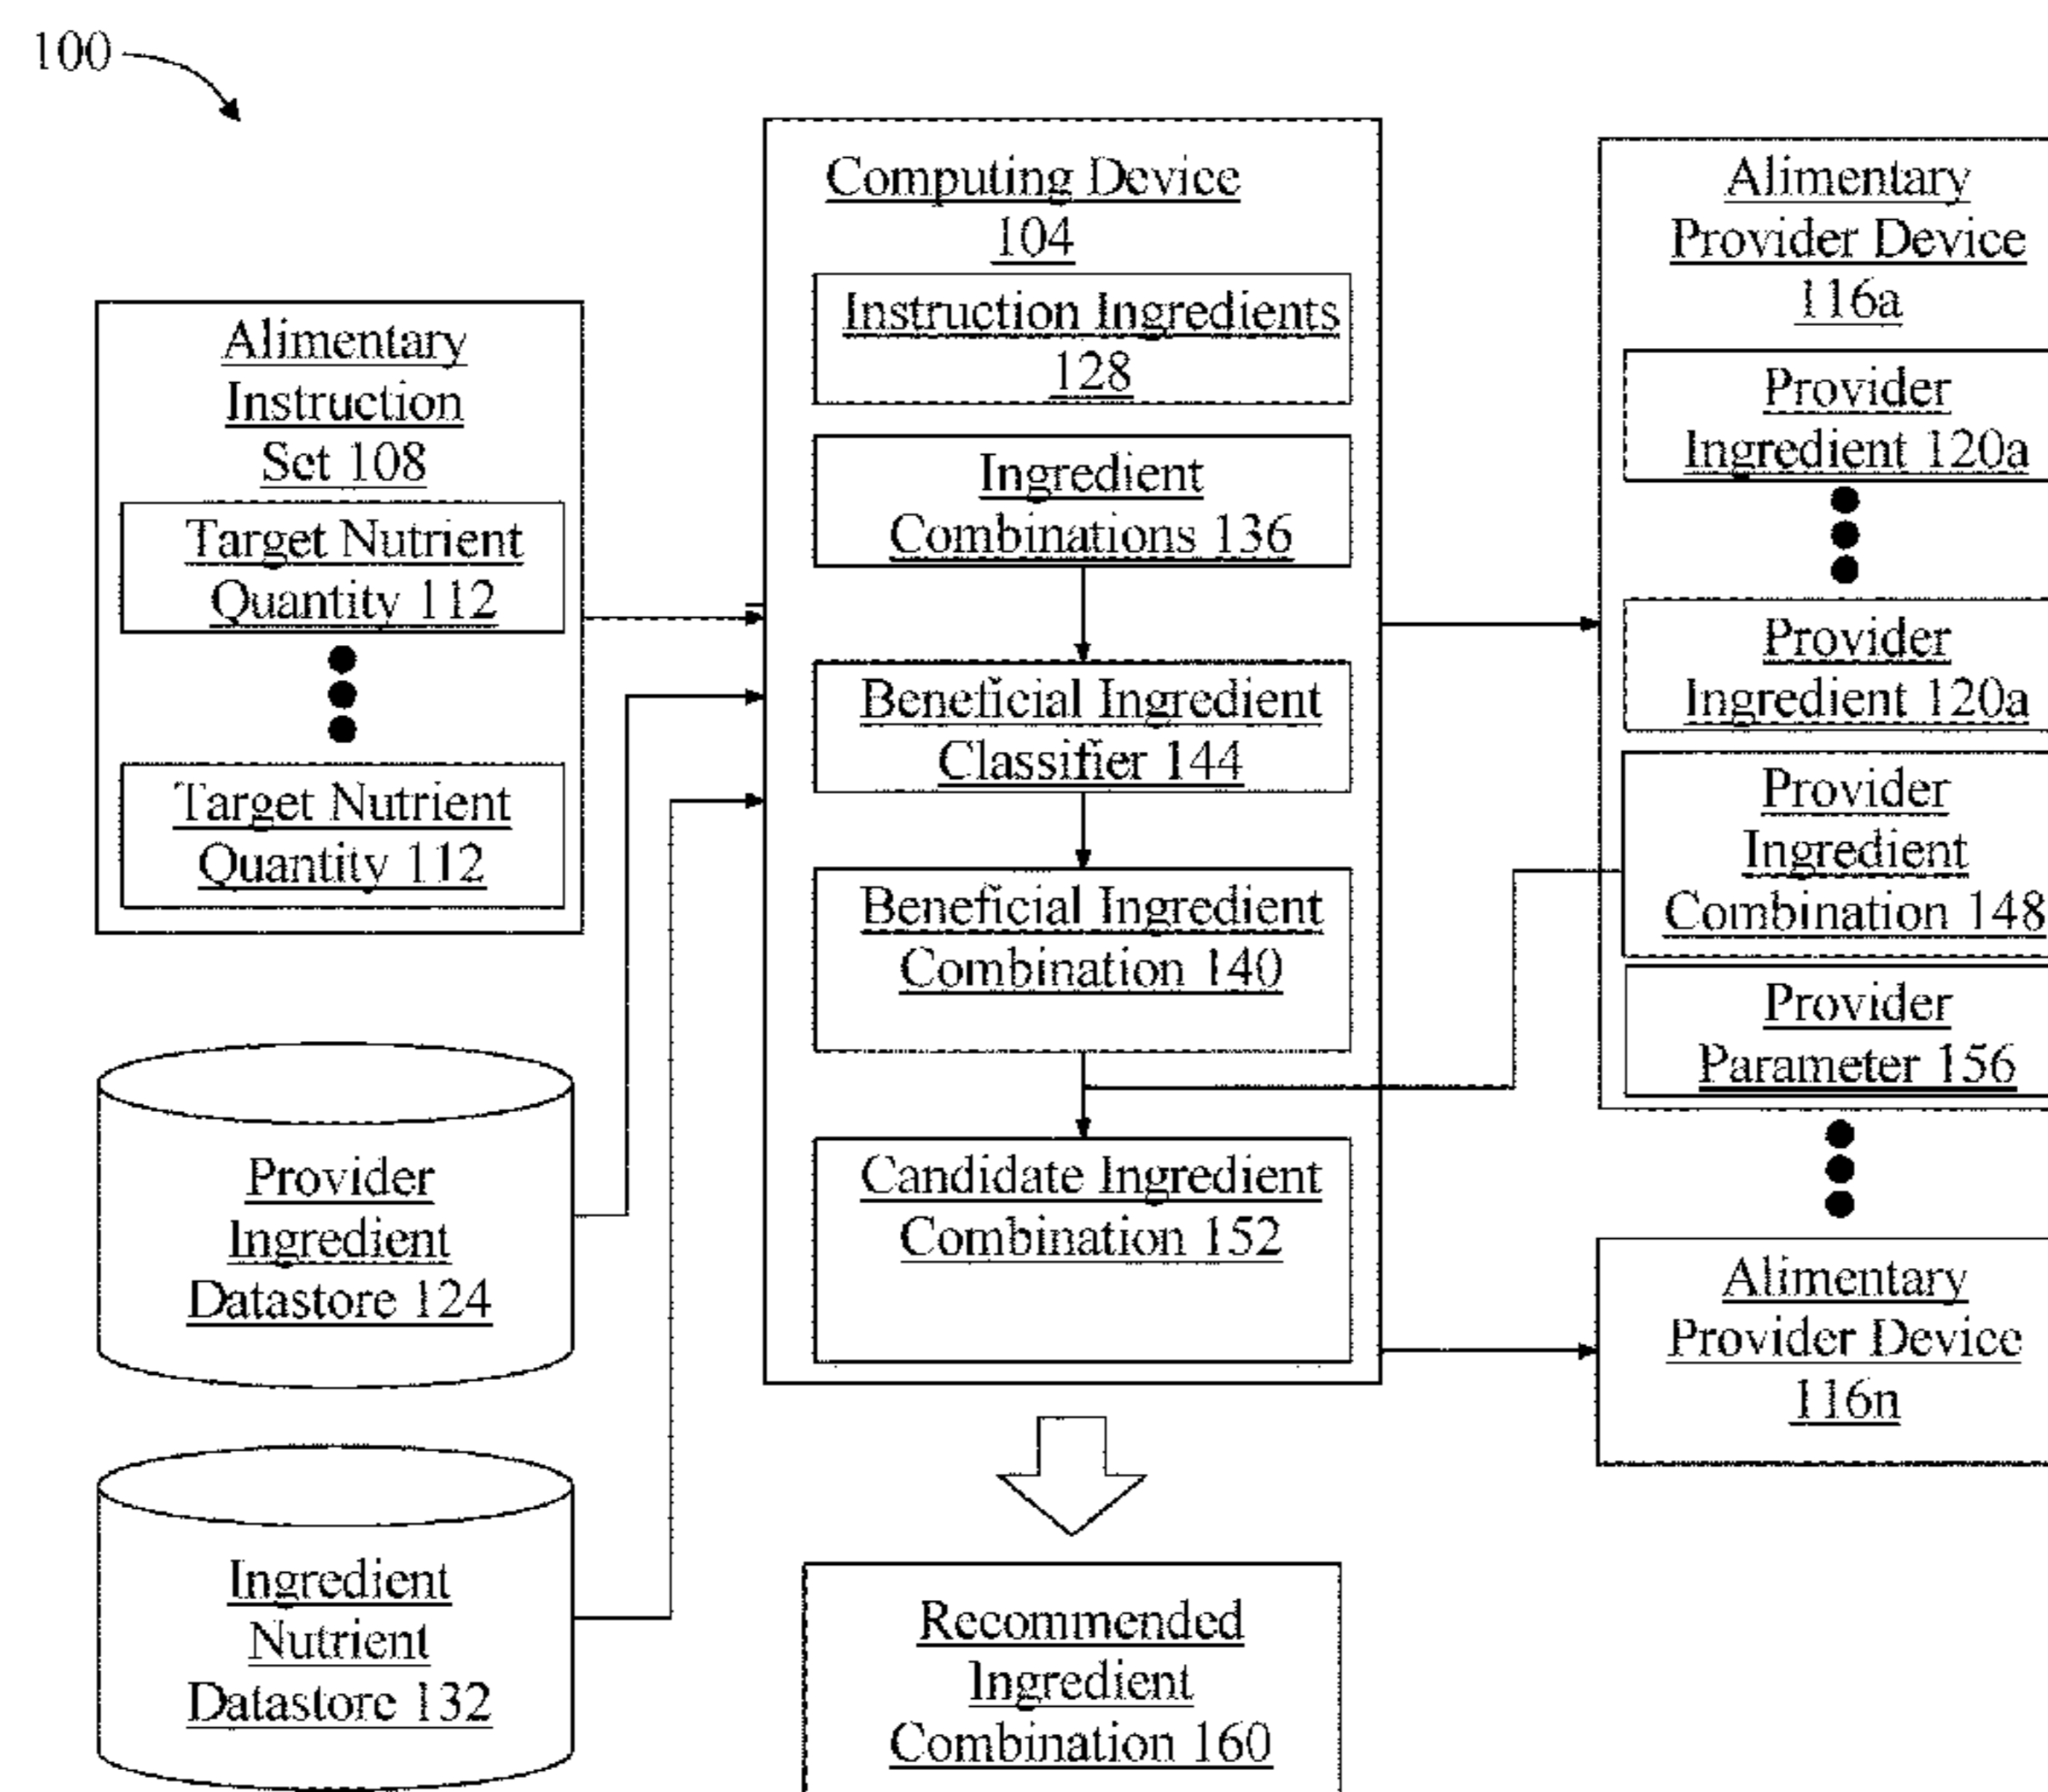 100
Alimentary
Instruction
Set 108
Target Nutrient
Quantity 112
Target Nutrient
Quantity 112
Provider
Ingredient
Datastore 124
Ingredient
Nutrient
Datastore 132
Computing Device
104
Instruction Ingredients
128
Ingredient
Combinations 136
Beneficial Ingredient
Classifier 144
Beneficial Ingredient
Combination 140
Candidate Ingredient
Combination 152
Recommended
Ingredient
Combination 160
Alimentary
Provider Device
116a
Provider
Ingredient 120a
Provider
Ingredient 120a
Provider
Ingredient
Combination 148
Provider
Parameter 156
Alimentary
Provider Device
116n